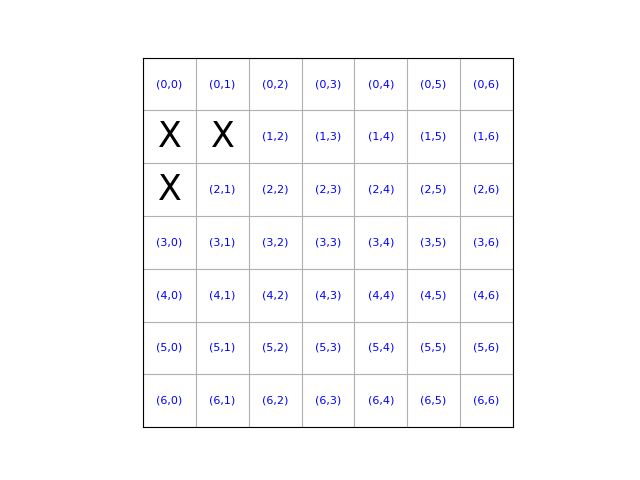 (0,0) (0,1) (0,2) (0,3) (0,4) (0,5) (0,6)
X X (1,2) (1,3) (1,4) (1,5) (1,6)
X (2,1) (2,2) (2,3) (2,4) (2,5) (2,6)
(3,0) (3,1) (3,2) (3,3) (3,4) (3,5) (3,6)
(4,0) (4,1) (4,2) (4,3) (4,4) (4,5) (4,6)
(5,0) (5,1) (5,2) (5,3) (5,4) (5,5) (5,6)
(6,0) (6,1) (6,2) (6,3) (6,4) (6,5) (6,6)